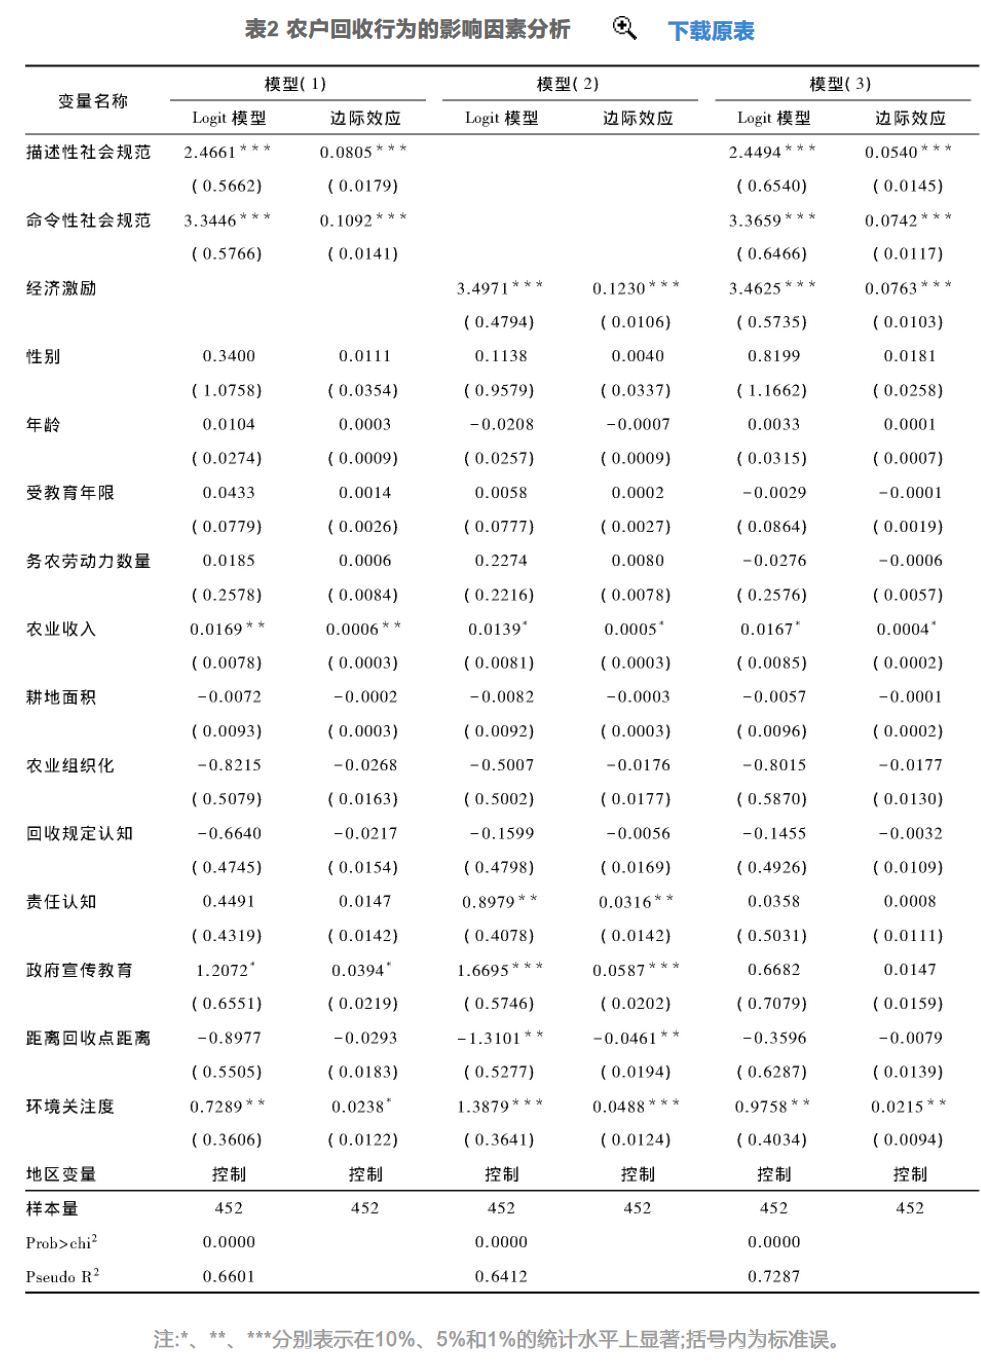 表2 农户回收行为的影响因素分析 下载原表
变量名称 模型(1) 模型(2) 模型(3)
Logit 模型 边际效应 Logit 模型 边际效应 Logit 模型 边际效应
描述性社会规范 2.4661*** 0.0805*** 2.4494*** 0.0540***
(0.5662) (0.0179) (0.6540) (0.0145)
命令性社会规范 3.3446*** 0.1092*** 3.3659*** 0.0742***
(0.5766) (0.0141) (0.6466) (0.0117)
经济激励 3.4971*** 0.1230*** 3.4625*** 0.0763***
(0.4794) (0.0106) (0.5735) (0.0103)
性别 0.3400 0.0111 0.1138 0.0040 0.8199 0.0181
(1.0758) (0.0354) (0.9579) (0.0337) (1.1662) (0.0258)
年龄 0.0104 0.0003 -0.0208 -0.0007 0.0033 0.0001
(0.0274) (0.0009) (0.0257) (0.0009) (0.0315) (0.0007)
受教育年限 0.0433 0.0014 0.0058 0.0002 -0.0029 -0.0001
(0.0779) (0.0026) (0.0777) (0.0027) (0.0864) (0.0019)
务农劳动力数量 0.0185 0.0006 0.2274 0.0080 -0.0276 -0.0006
(0.2578) (0.0084) (0.2216) (0.0078) (0.2576) (0.0057)
农业收入 0.0169** 0.0006** 0.0139* 0.0005* 0.0167* 0.0004*
(0.0078) (0.0003) (0.0081) (0.0003) (0.0085) (0.0002)
耕地面积 -0.0072 -0.0002 -0.0082 -0.0003 -0.0057 -0.0001
(0.0093) (0.0003) (0.0092) (0.0003) (0.0096) (0.0002)
农业组织化 -0.8215 -0.0268 -0.5007 -0.0176 -0.8015 -0.0177
(0.5079) (0.0163) (0.5002) (0.0177) (0.5870) (0.0130)
回收规定认知 -0.6640 -0.0217 -0.1599 -0.0056 -0.1455 -0.0032
(0.4745) (0.0154) (0.4798) (0.0169) (0.4926) (0.0109)
责任认知 0.4491 0.0147 0.8979** 0.0316** 0.0358 0.0008
(0.4319) (0.0142) (0.4078) (0.0142) (0.5031) (0.0111)
政府宣传教育 1.2072* 0.0394* 1.6695*** 0.0587*** 0.6682 0.0147
(0.6551) (0.0219) (0.5746) (0.0202) (0.7079) (0.0159)
距离回收点距离 -0.8977 -0.0293 -1.3101** -0.0461** -0.3596 -0.0079
(0.5505) (0.0183) (0.5277) (0.0194) (0.6287) (0.0139)
环境关注度 0.7289** 0.0238* 1.3879*** 0.0488*** 0.9758** 0.0215**
(0.3606) (0.0122) (0.3641) (0.0124) (0.4034) (0.0094)
地区变量 控制 控制 控制 控制 控制 控制
样本量 452 452 452 452 452 452
Prob>chi² 0.0000 0.0000 0.0000
Pseudo R² 0.6601 0.6412 0.7287
注:*、**、***分别表示在10%、5%和1%的统计水平上显著;括号内为标准误。